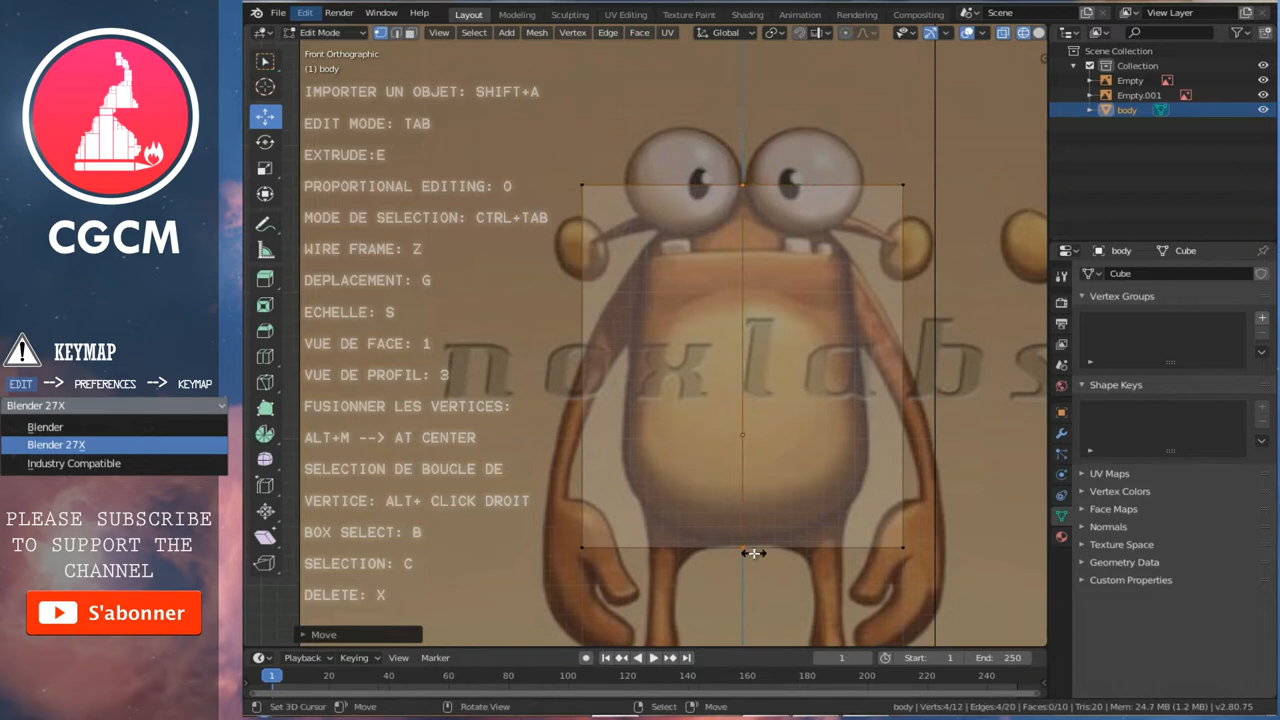 CGCM
KEYMAP
EDIT --> PREFERENCES --> KEYMAP
Blender 27X
Blender
Blender 27X
Industry Compatible
PLEASE SUBSCRIBE
TO SUPPORT THE
CHANNEL
S'abonner
File Edit Render Window Help
Layout Modeling Sculpting UV Editing Texture Paint Shading Animation Rendering Compositing
Scene
View Layer
Edit Mode
View Select Add Mesh Vertex Edge Face UV
Global
Front Orthographic
(1) body
IMPORTER UN OBJET: SHIFT+A
EDIT MODE: TAB
EXTRUDE:E
PROPORTIONAL EDITING: O
MODE DE SELECTION: CTRL+TAB
WIRE FRAME: Z
DEPLACEMENT: G
ECHELLE: S
VUE DE FACE: 1
VUE DE PROFIL: 3
FUSIONNER LES VERTICES:
ALT+M --> AT CENTER
SELECTION DE BOUCLE DE
VERTICE: ALT+ CLICK DROIT
BOX SELECT: B
SELECTION: C
DELETE: X
noxlabs
Move
Scene Collection
Collection
Empty
Empty.001
body
body Cube
Cube
Vertex Groups
Shape Keys
UV Maps
Vertex Colors
Face Maps
Normals
Texture Space
Geometry Data
Custom Properties
Playback Keying View Marker
1
Start: 1
End: 250
1 20 40 60 80 100 120 140 160 180 200 220 240
Set 3D Cursor Move Rotate View Select Move
body | Verts:4/12 | Edges:4/20 | Faces:0/10 | Tris:20 | Mem: 24.7 MB (1.2 MB) | v2.80.75